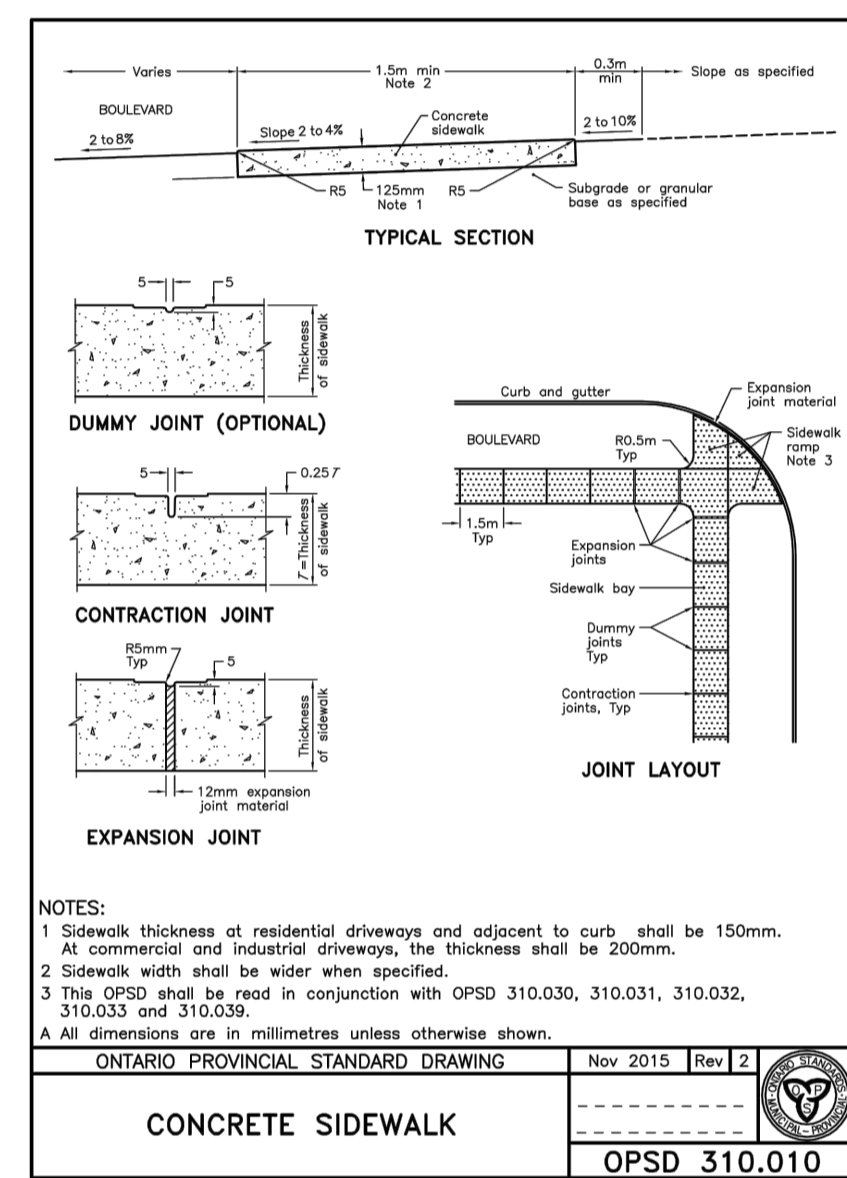 Varies
1.5m min
Note 2
0.3m
min
Slope as specified
BOULEVARD
2 to 8%
Slope 2 to 4%
Concrete
sidewalk
2 to 10%
R5
125mm
Note 1
R5
Subgrade or granular
base as specified
TYPICAL SECTION
5
5
Thickness
of sidewalk
DUMMY JOINT (OPTIONAL)
5
0.25T
T=Thickness
of sidewalk
CONTRACTION JOINT
R5mm
Typ
5
Thickness
of sidewalk
12mm expansion
joint material
EXPANSION JOINT
Curb and gutter
Expansion
joint material
BOULEVARD
R0.5m
Typ
Sidewalk
ramp
Note 3
1.5m
Typ
Expansion
joints
Sidewalk bay
Dummy
joints
Typ
Contraction
joints, Typ
JOINT LAYOUT
NOTES:
1 Sidewalk thickness at residential driveways and adjacent to curb shall be 150mm.
At commercial and industrial driveways, the thickness shall be 200mm.
2 Sidewalk width shall be wider when specified.
3 This OPSD shall be read in conjunction with OPSD 310.030, 310.031, 310.032,
310.033 and 310.039.
A All dimensions are in millimetres unless otherwise shown.
ONTARIO PROVINCIAL STANDARD DRAWING
Nov 2015
Rev
2
CONCRETE SIDEWALK
ONTARIO STANDARDS
MUNICIPAL-PROVINCIAL
O
P
S
OPSD 310.010